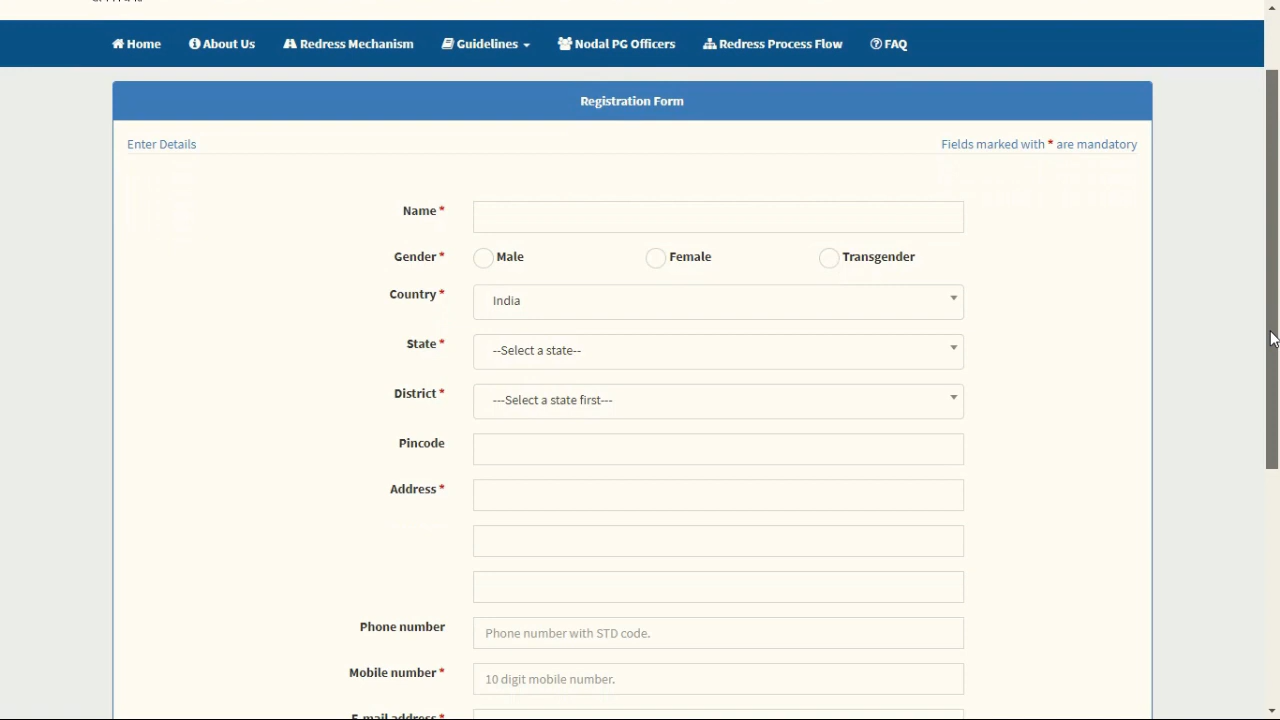 Home About Us Redress Mechanism Guidelines Nodal PG Officers Redress Process Flow FAQ
Registration Form
Enter Details Fields marked with * are mandatory
Name *
Gender * Male Female Transgender
Country * India
State * --Select a state--
District * ---Select a state first---
Pincode
Address *
Phone number Phone number with STD code.
Mobile number * 10 digit mobile number.
E-mail address *